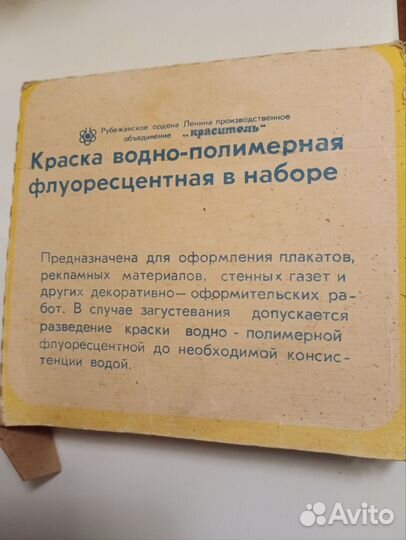 Рубежанское ордена Ленина производственное
объединение „краситель"
Краска водно-полимерная
флуоресцентная в наборе
Предназначена для оформления плакатов,
рекламных материалов, стенных газет и
других декоративно—оформительских ра-
бот. В случае загустевания допускается
разведение краски водно - полимерной
флуоресцентной до необходимой консис-
тенции водой.
Avito